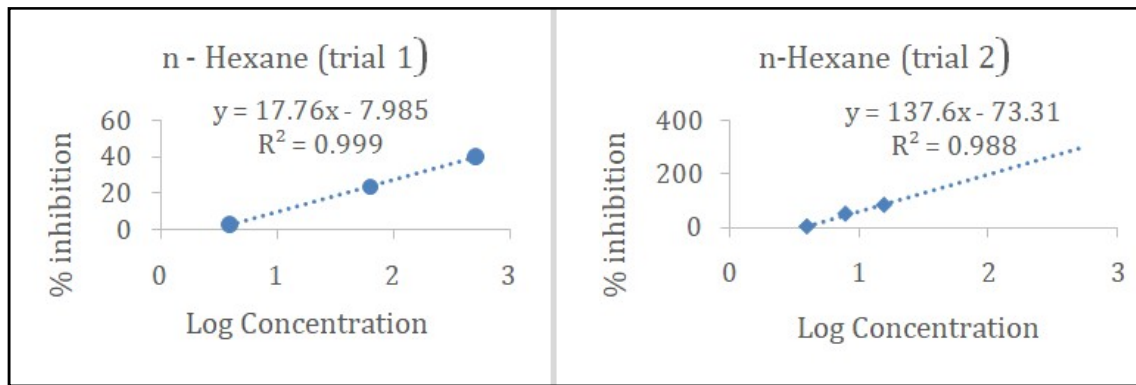 n - Hexane (trial 1)
y = 17.76x - 7.985
R² = 0.999
60
40
20
0
% inhibition
0 1 2 3
Log Concentration
n-Hexane (trial 2)
y = 137.6x - 73.31
R² = 0.988
400
200
0
% inhibition
0 1 2 3
Log Concentration